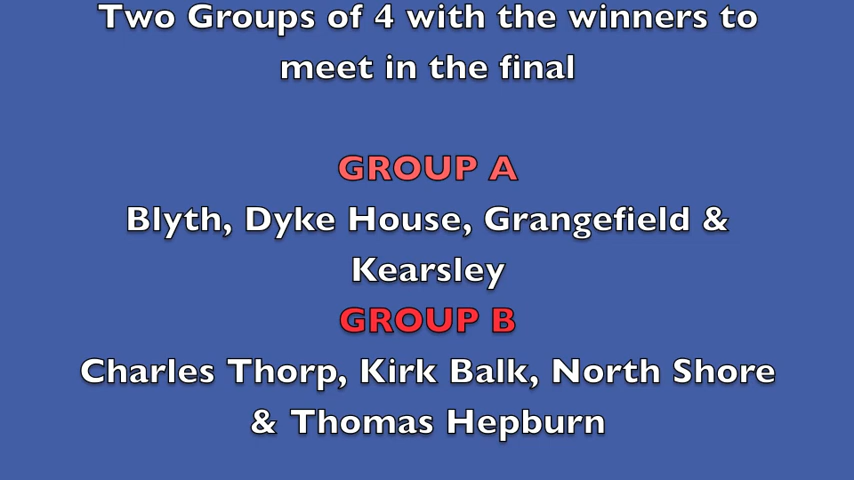 Two Groups of 4 with the winners to
meet in the final
GROUP A
Blyth, Dyke House, Grangefield &
Kearsley
GROUP B
Charles Thorp, Kirk Balk, North Shore
& Thomas Hepburn